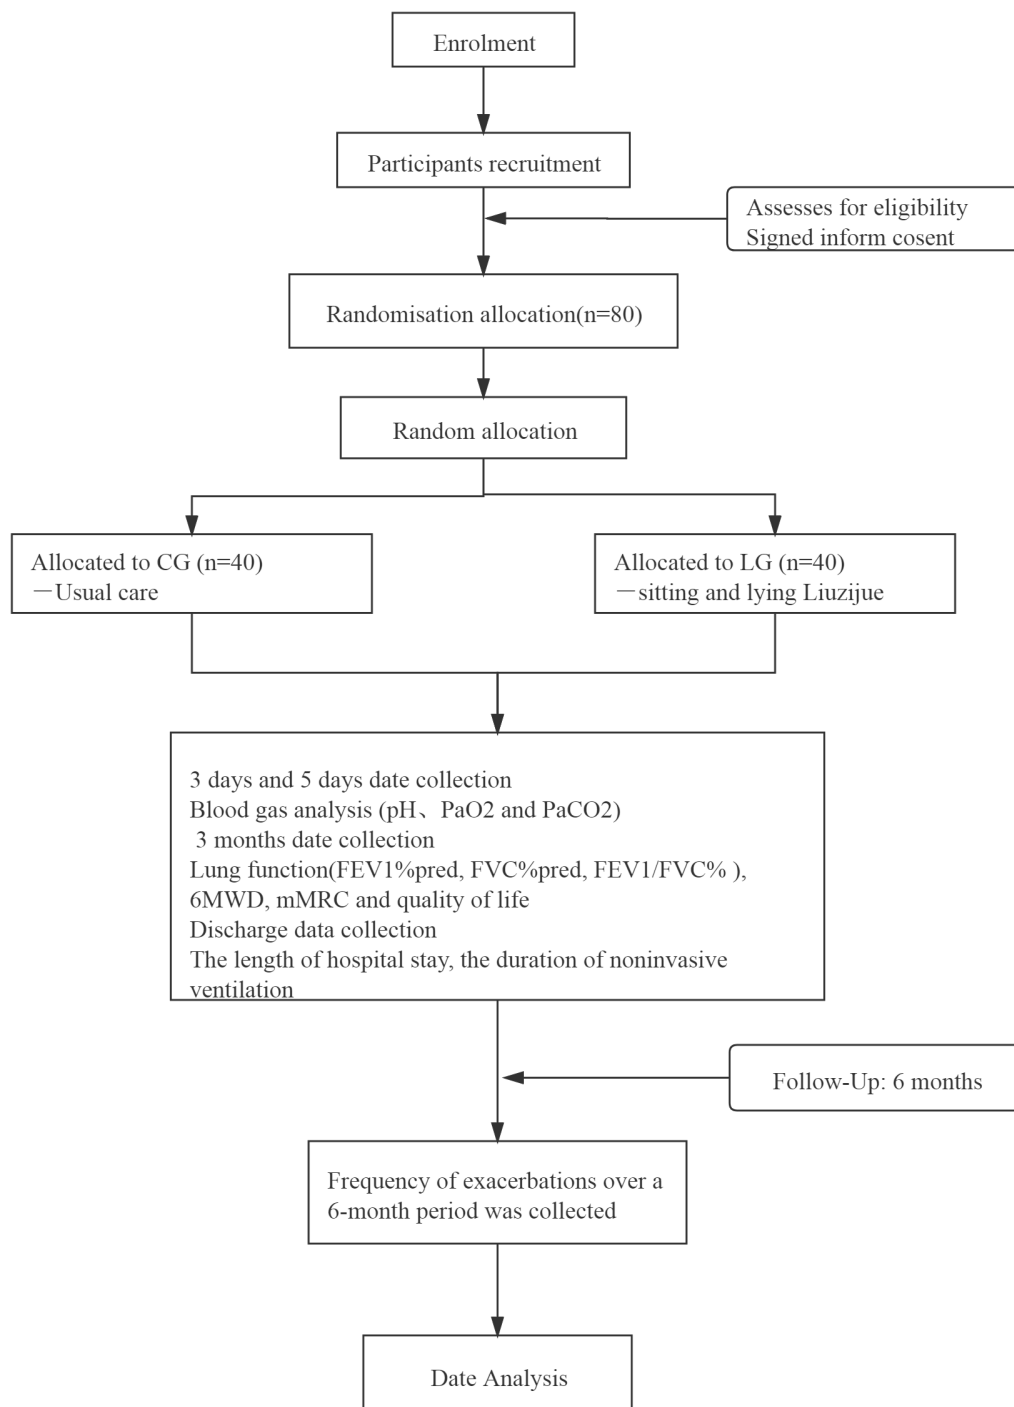 Enrolment
Participants recruitment
Assesses for eligibility
Signed inform cosent
Randomisation allocation(n=80)
Random allocation
Allocated to CG (n=40)
—Usual care
Allocated to LG (n=40)
—sitting and lying Liuzijue
3 days and 5 days date collection
Blood gas analysis (pH、PaO2 and PaCO2)
3 months date collection
Lung function(FEV1%pred, FVC%pred, FEV1/FVC% ),
6MWD, mMRC and quality of life
Discharge data collection
The length of hospital stay, the duration of noninvasive
ventilation
Follow-Up: 6 months
Frequency of exacerbations over a
6-month period was collected
Date Analysis